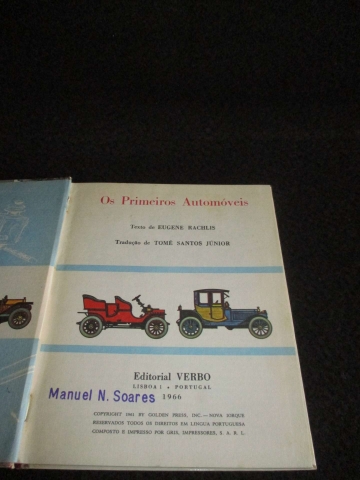 Os Primeiros Automóveis
Texto de EUGENE RACHLIS
Tradução de TOMÉ SANTOS JÚNIOR
Editorial VERBO
LISBOA • PORTUGAL
Manuel N. Soares 1966
COPYRIGHT 1961 BY GOLDEN PRESS, INC. — NOVA IORQUE
RESERVADOS TODOS OS DIREITOS EM LÍNGUA PORTUGUESA
COMPOSTO E IMPRESSO POR GRIS, IMPRESSORES, S. A. R. L.